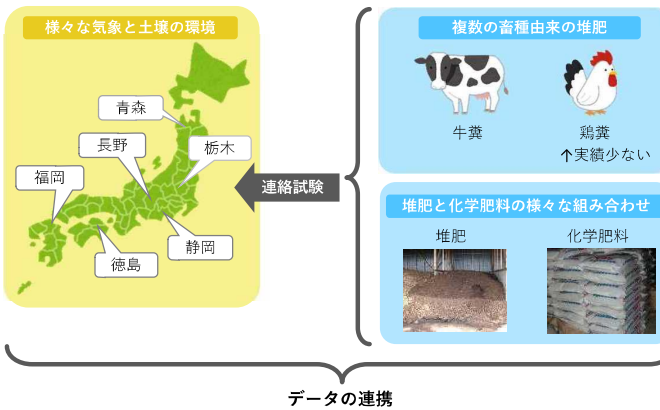 様々な気象と土壌の環境
青森
長野
栃木
福岡
静岡
徳島
連絡試験
複数の畜種由来の堆肥
牛糞
鶏糞
↑実績少ない
堆肥と化学肥料の様々な組み合わせ
堆肥
化学肥料
データの連携